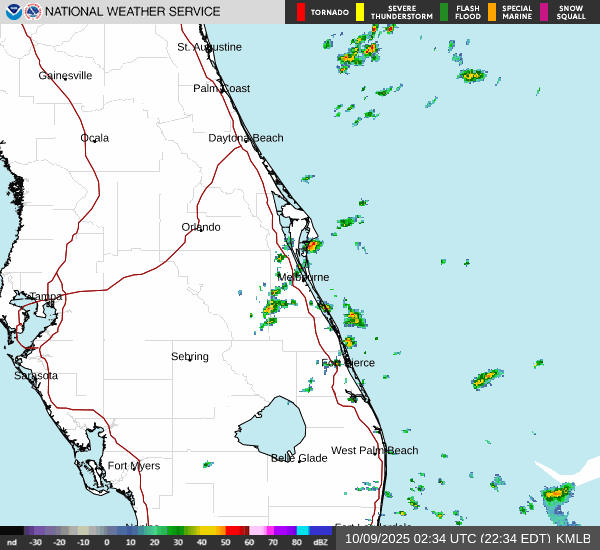 NATIONAL WEATHER SERVICE
TORNADO
SEVERE
THUNDERSTORM
FLASH
FLOOD
SPECIAL
MARINE
SNOW
SQUALL
St. Augustine
Gainesville
Palm Coast
Ocala
Daytona Beach
Orlando
Melbourne
Tampa
Sebring
Fort Pierce
Sarasota
West Palm Beach
Belle Glade
Fort Myers
nd -30 -20 -10 0 10 20 30 40 50 60 70 80 dBZ
10/09/2025 02:34 UTC (22:34 EDT) KMLB